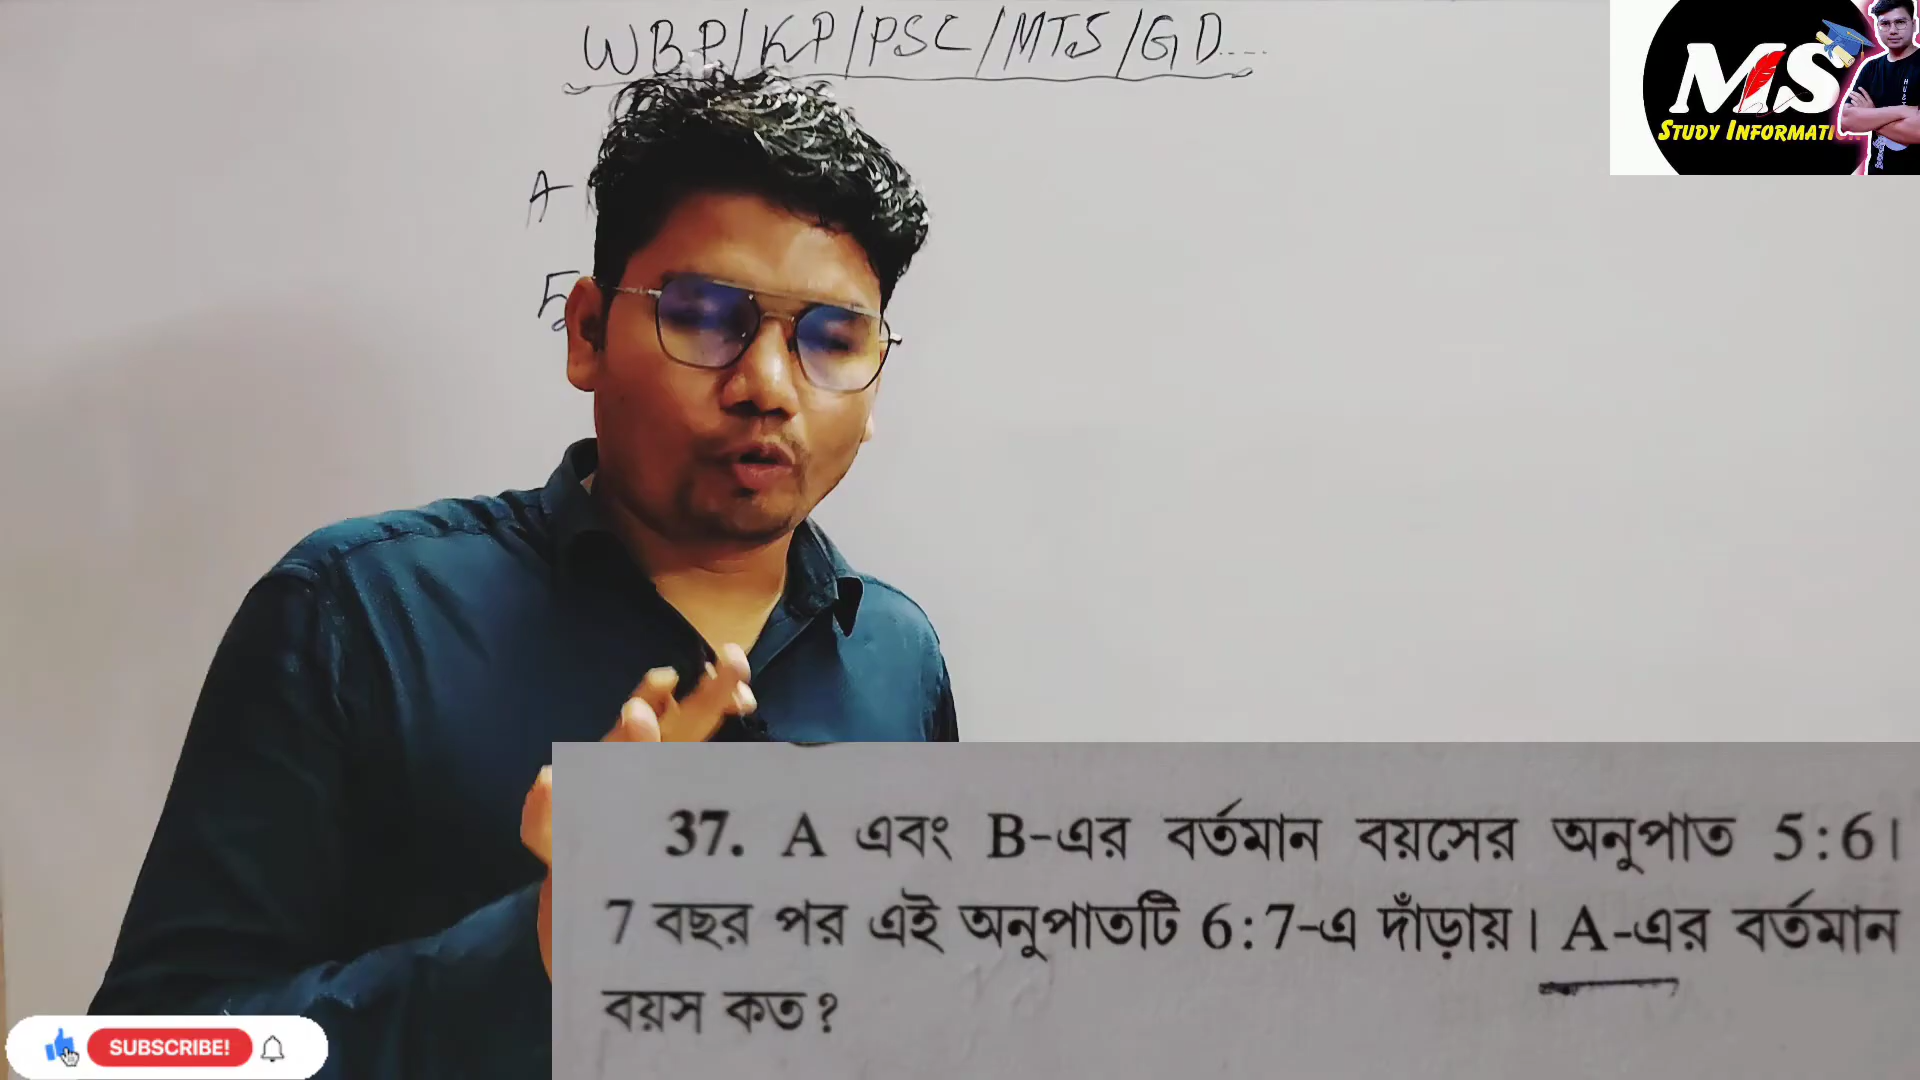 WBP/KP/PSC/MTS/GD....
MS
STUDY INFORMATI
A
5
37. A এবং B-এর বর্তমান বয়সের অনুপাত 5:6।
7 বছর পর এই অনুপাতটি 6:7-এ দাঁড়ায়। A-এর বর্তমান
বয়স কত?
SUBSCRIBE!